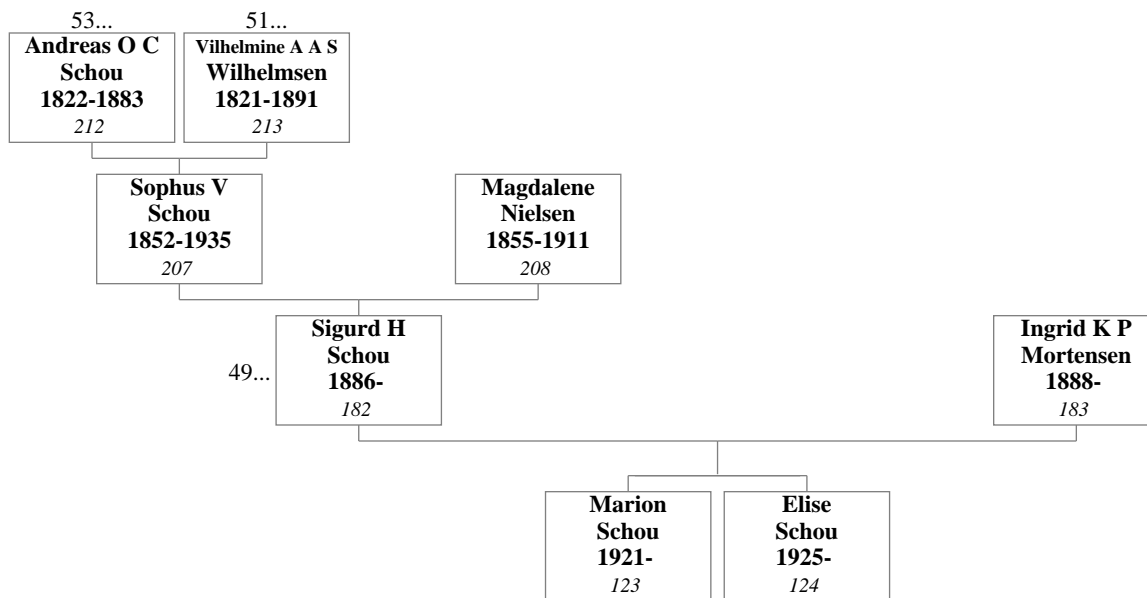 53...
51...
Andreas O C
Schou
1822-1883
212
Vilhelmine A A S
Wilhelmsen
1821-1891
213
Sophus V
Schou
1852-1935
207
Magdalene
Nielsen
1855-1911
208
49...
Sigurd H
Schou
1886-
182
Ingrid K P
Mortensen
1888-
183
Marion
Schou
1921-
123
Elise
Schou
1925-
124